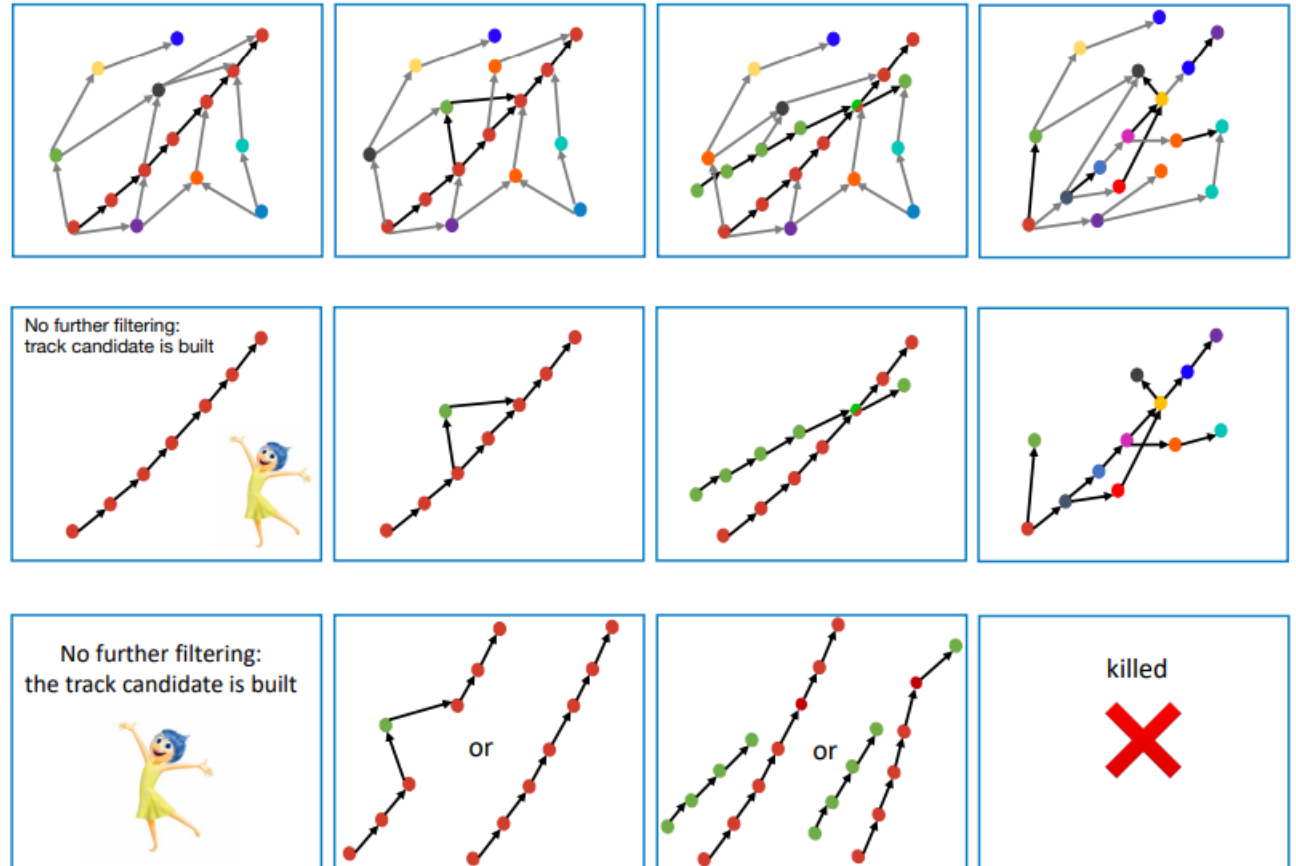 No further filtering:
track candidate is built
No further filtering:
the track candidate is built
or
or
killed